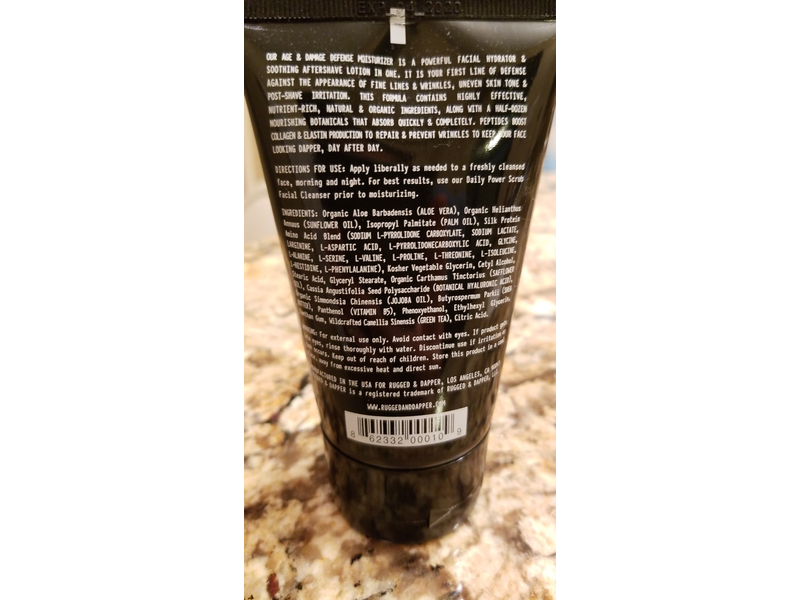 2020
OUR AGE & DAMAGE DEFENSE MOISTURIZER IS A POWERFUL FACIAL HYDRATOR &
SOOTHING AFTERSHAVE LOTION IN ONE. IT IS YOUR FIRST LINE OF DEFENSE
AGAINST THE APPEARANCE OF FINE LINES & WRINKLES, UNEVEN SKIN TONE &
POST-SHAVE IRRITATION. THIS FORMULA CONTAINS HIGHLY EFFECTIVE,
NUTRIENT-RICH, NATURAL & ORGANIC INGREDIENTS, ALONG WITH A HALF-DOZEN
NOURISHING BOTANICALS THAT ABSORB QUICKLY & COMPLETELY. PEPTIDES BOOST
COLLAGEN & ELASTIN PRODUCTION TO REPAIR & PREVENT WRINKLES TO KEEP YOUR FACE
LOOKING DAPPER, DAY AFTER DAY.
DIRECTIONS FOR USE: Apply liberally as needed to a freshly cleansed
face, morning and night. For best results, use our Daily Power Scrub
Facial Cleanser prior to moisturizing.
INGREDIENTS: Organic Aloe Barbadensis (ALOE VERA), Organic Helianthus
Annuus (SUNFLOWER OIL), Isopropyl Palmitate (PALM OIL), Silk Protein
Amino Acid Blend (SODIUM L-PYRROLIDONE CARBOXYLATE, SODIUM LACTATE,
L-ARGININE, L-ASPARTIC ACID, L-PYRROLIDONECARBOXYLIC ACID, GLYCINE,
L-ALANINE, L-SERINE, L-VALINE, L-PROLINE, L-THREONINE, L-ISOLEUCINE,
L-HISTIDINE, L-PHENYLALANINE), Kosher Vegetable Glycerin, Cetyl Alcohol,
Stearic Acid, Glyceryl Stearate, Organic Carthamus Tinctorius (SAFFLOWER
OIL), Cassia Angustifolia Seed Polysaccharide (BOTANICAL HYALURONIC ACID),
Organic Simmondsia Chinensis (JOJOBA OIL), Butyrospermum Parkii (SHEA
BUTTER), Panthenol (VITAMIN B5), Phenoxyethanol, Ethylhexyl Glycerin,
Xanthan Gum, Wildcrafted Camellia Sinensis (GREEN TEA), Citric Acid.
WARNING: For external use only. Avoid contact with eyes. If product gets
eyes, rinse thoroughly with water. Discontinue use if irritation
occurs. Keep out of reach of children. Store this product in a
away from excessive heat and direct sun.
MANUFACTURED IN THE USA FOR RUGGED & DAPPER, LOS ANGELES, CA
& DAPPER is a registered trademark of RUGGED & DAPPER,
WWW.RUGGEDANDDAPPER.COM
8 62332 00010 9